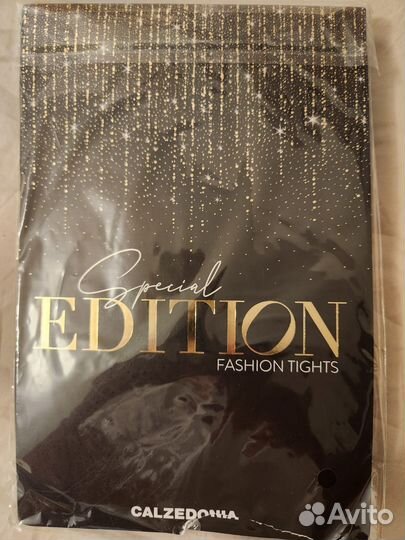 Special
EDITION
FASHION TIGHTS
CALZEDONIA
Avito